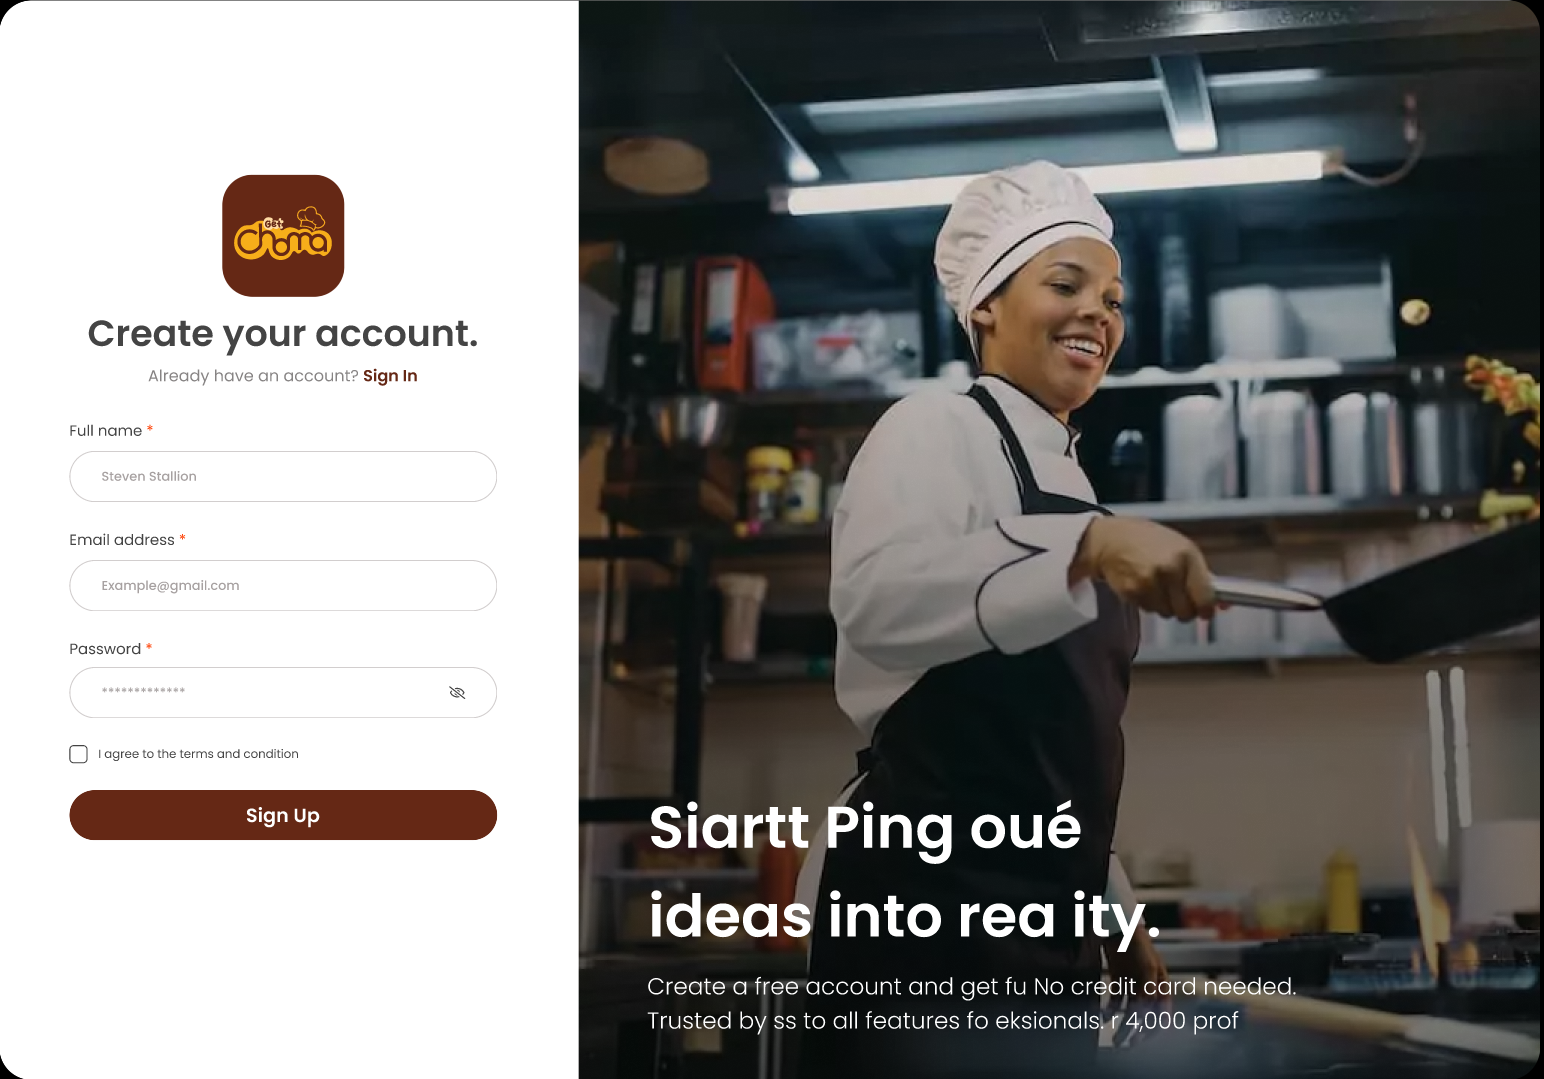 Get
Choma
Create your account.
Already have an account? Sign In
Full name *
Steven Stallion
Email address *
Example@gmail.com
Password *
*************
I agree to the terms and condition
Sign Up
Siartt Ping oué
ideas into rea ity.
Create a free account and get fu No credit card needed.
Trusted by ss to all features fo eksionals. r 4,000 prof